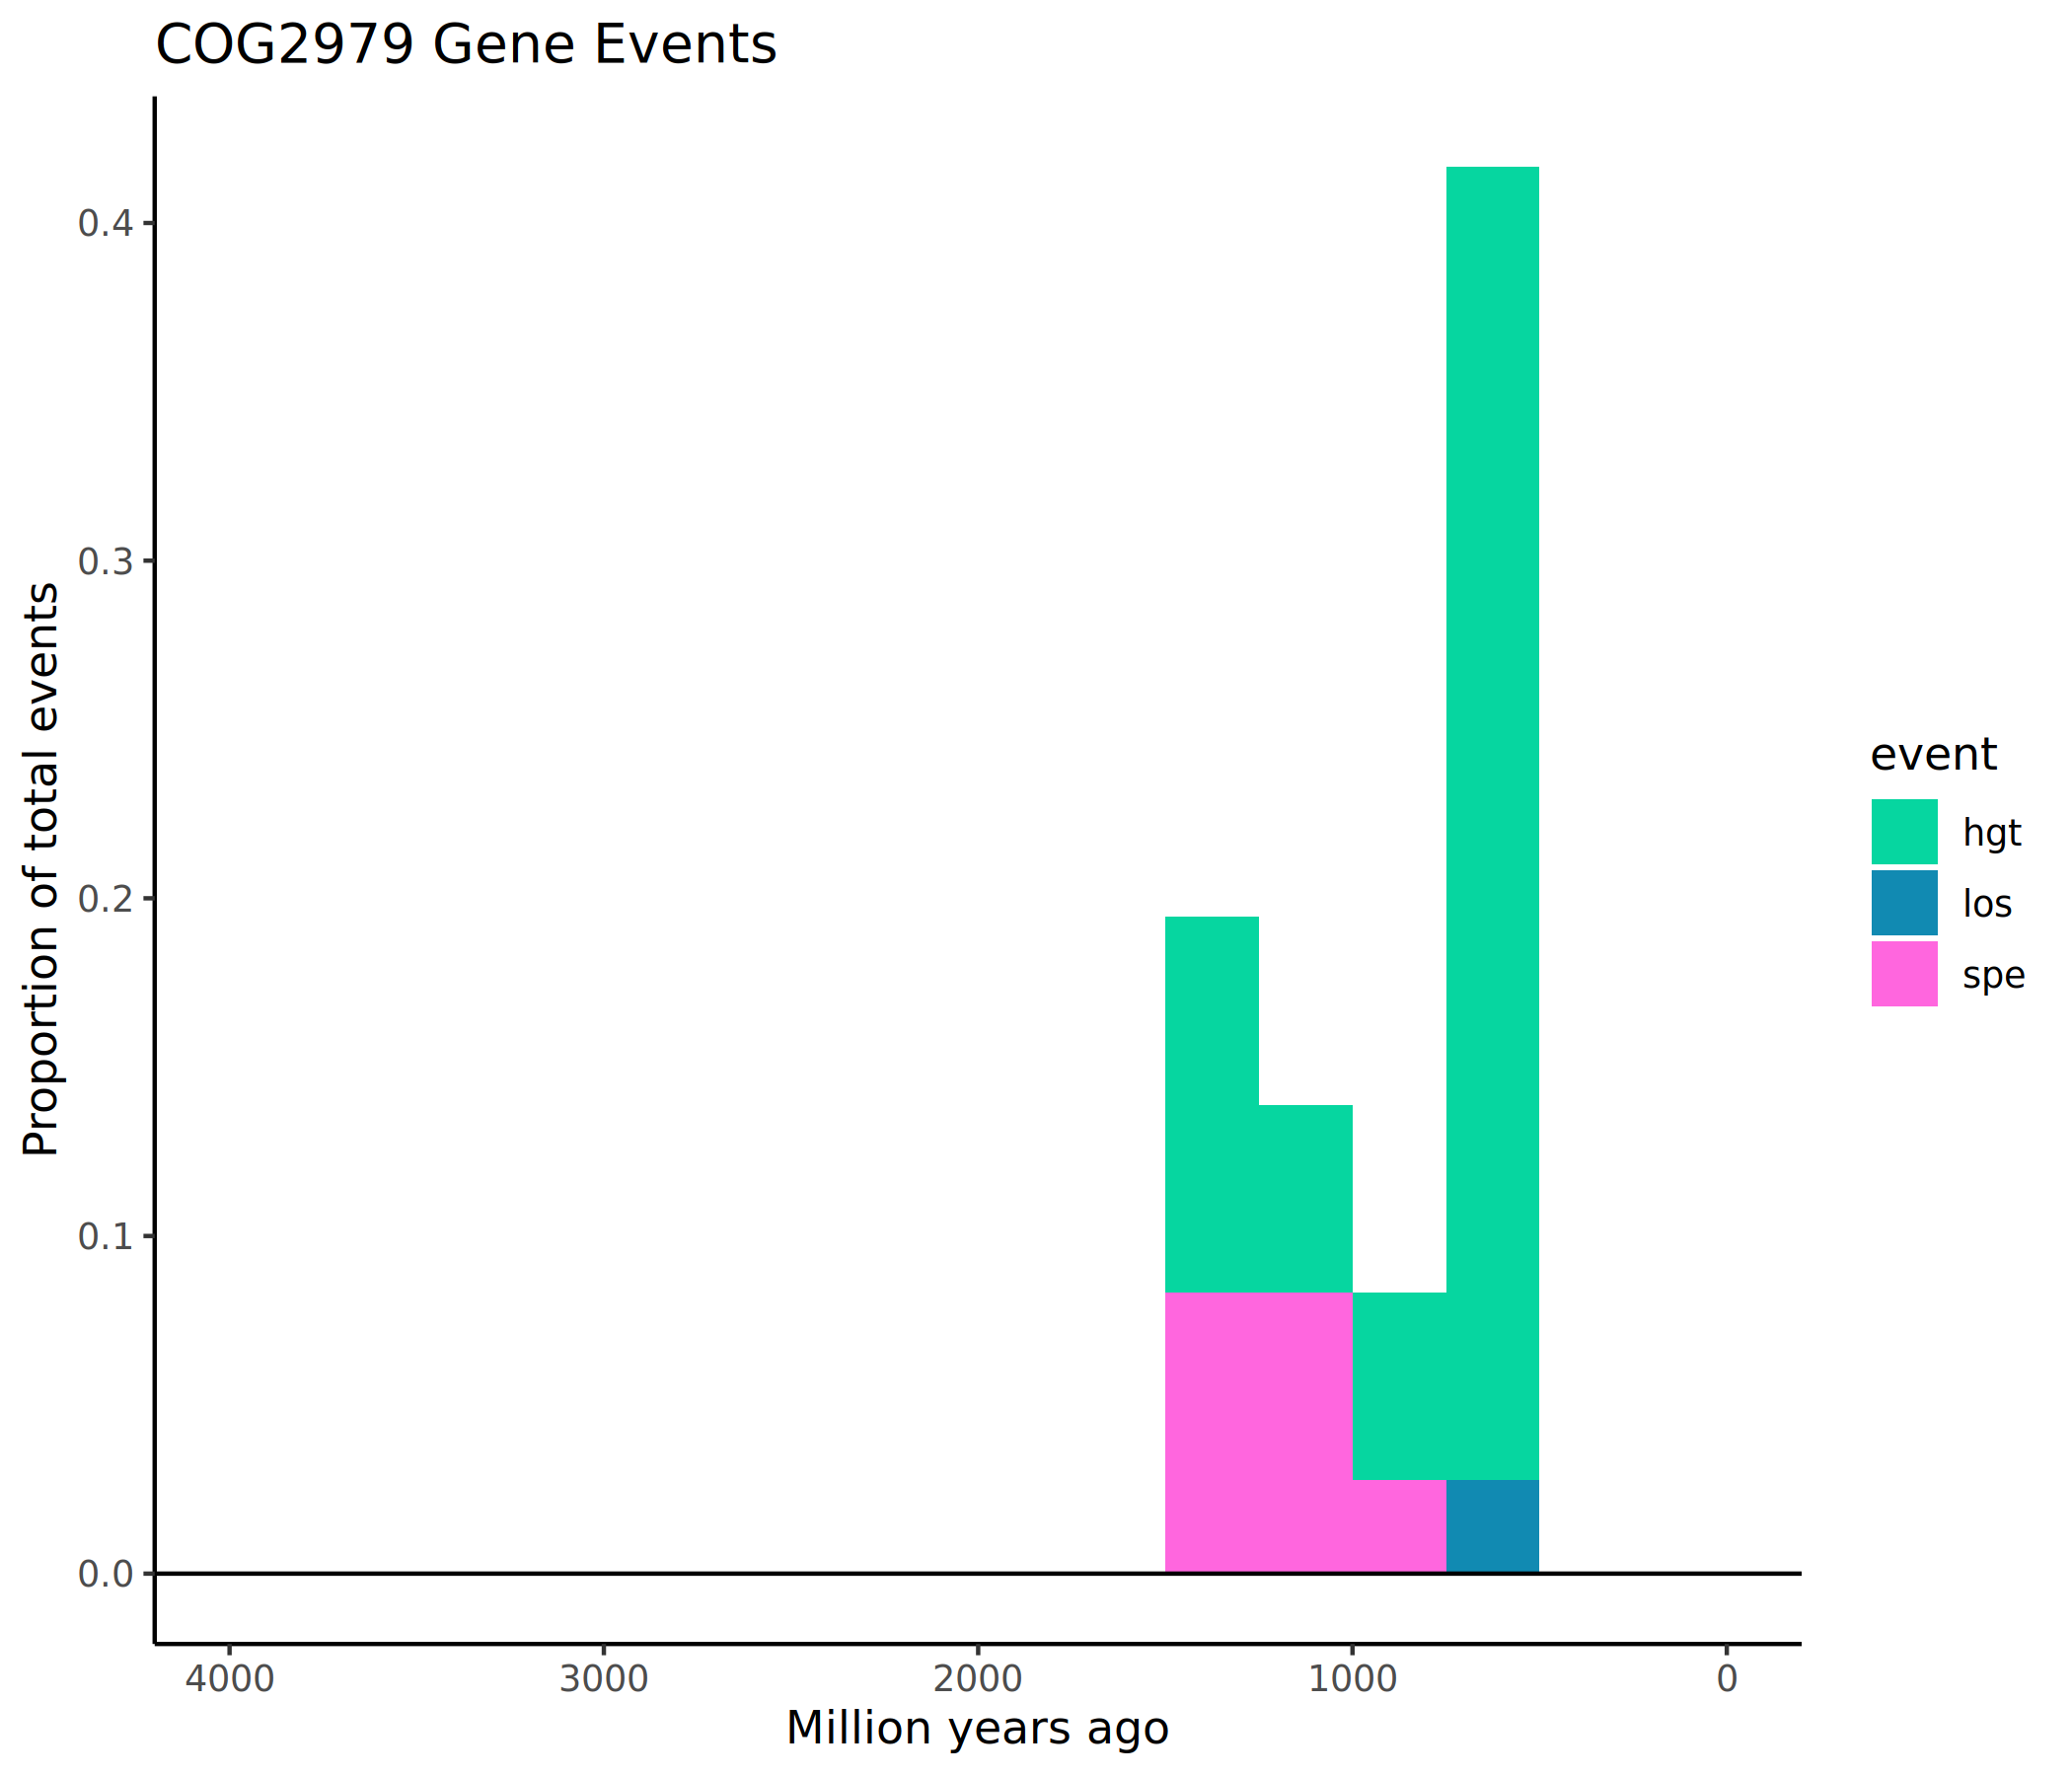 COG2979 Gene Events
Proportion of total events
0.4
0.3
0.2
0.1
0.0
4000 3000 2000 1000 0
Million years ago
event
hgt
los
spe